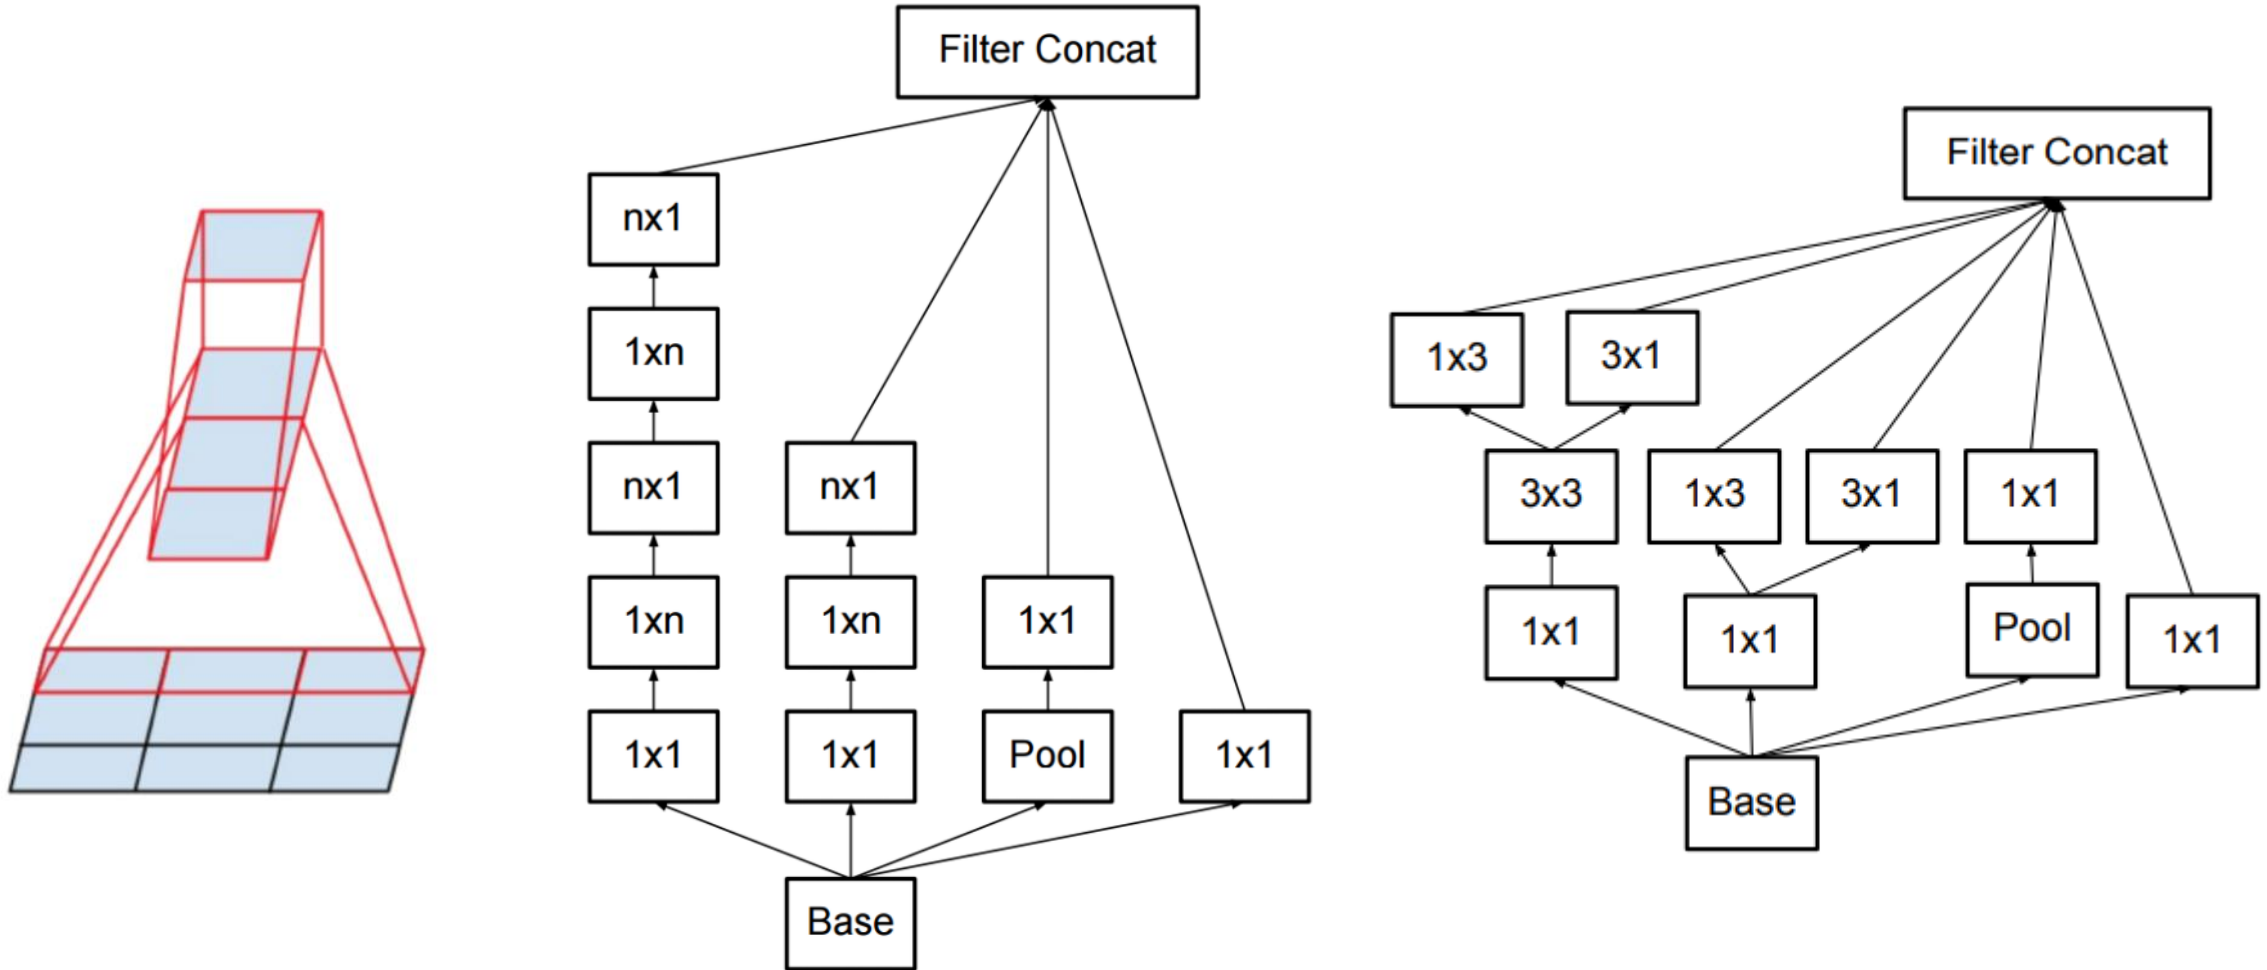 Filter Concat
nx1
1xn
nx1
nx1
1xn
1xn
1x1
1x1
1x1
Pool
1x1
Base
Filter Concat
1x3
3x1
3x3
1x3
3x1
1x1
1x1
1x1
Pool
1x1
Base